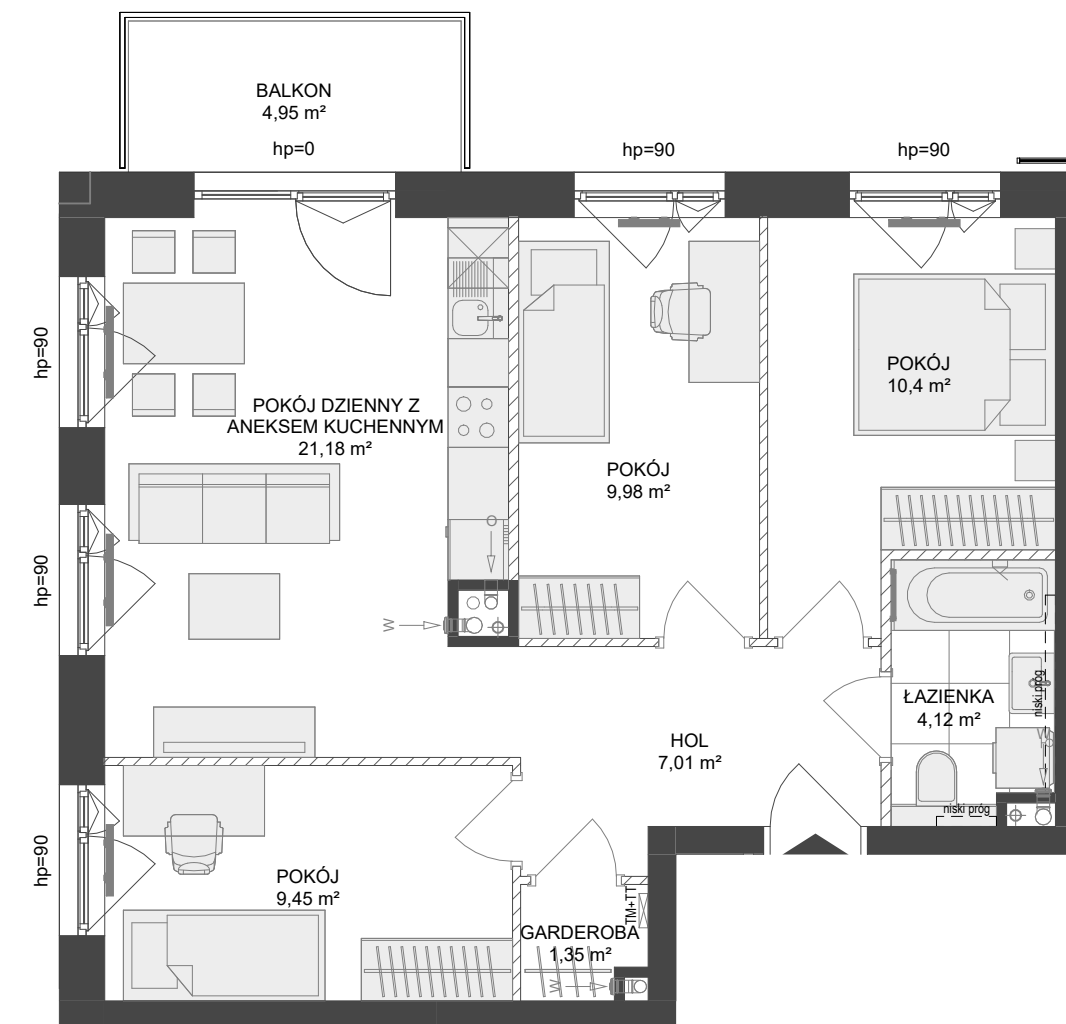 BALKON
4,95 m²
hp=0
hp=90
hp=90
hp=90
POKÓJ
10,4 m²
POKÓJ DZIENNY Z
ANEKSEM KUCHENNYM
21,18 m²
POKÓJ
9,98 m²
O
hp=90
W
ŁAZIENKA
4,12 m²
niski próg
HOL
7,01 m²
niski próg
hp=90
POKÓJ
9,45 m²
TM+TT
GARDEROBA
1,35 m²
W